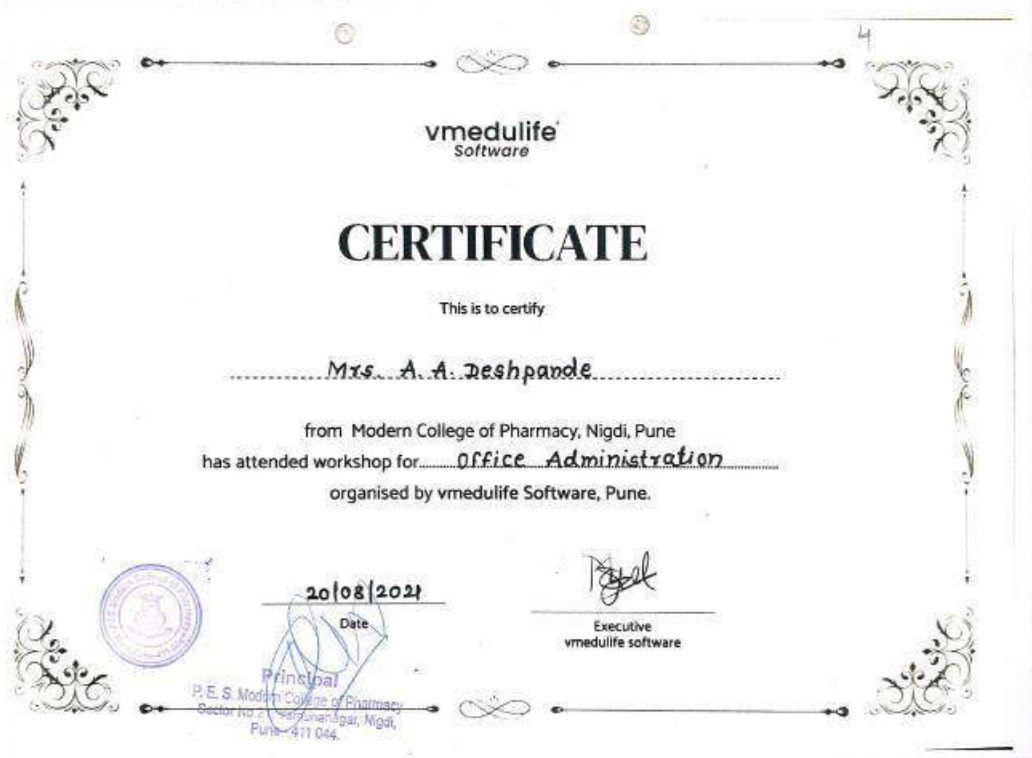 4
vmedulife
Software
CERTIFICATE
This is to certify
Mrs. A. A. Deshpande
from Modern College of Pharmacy, Nigdi, Pune
has attended workshop for Office Administration
organised by vmedulife Software, Pune.
20/08/2021
Date
Executive
vmedulife software
Principal
P. E. S. Modern College of Pharmacy
Sector No. Nigdi,
Pune - 411 044.